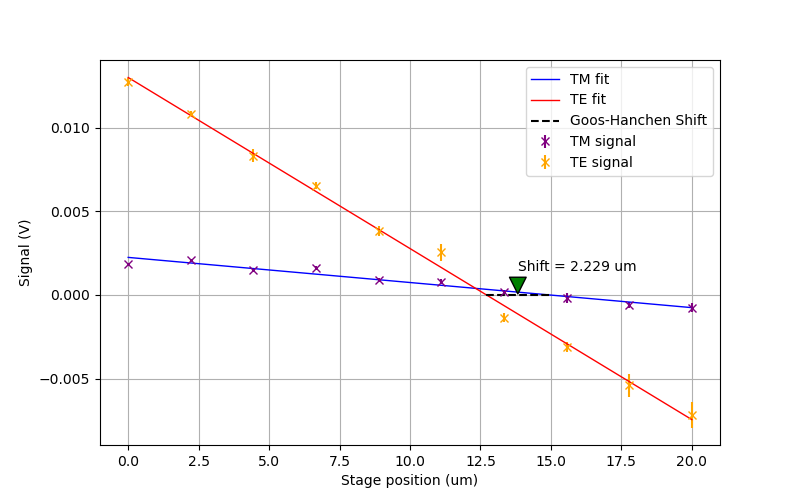 TM fit
TE fit
Goos-Hanchen Shift
TM signal
TE signal
Shift = 2.229 um
0.010
0.005
0.000
−0.005
Signal (V)
0.0 2.5 5.0 7.5 10.0 12.5 15.0 17.5 20.0
Stage position (um)